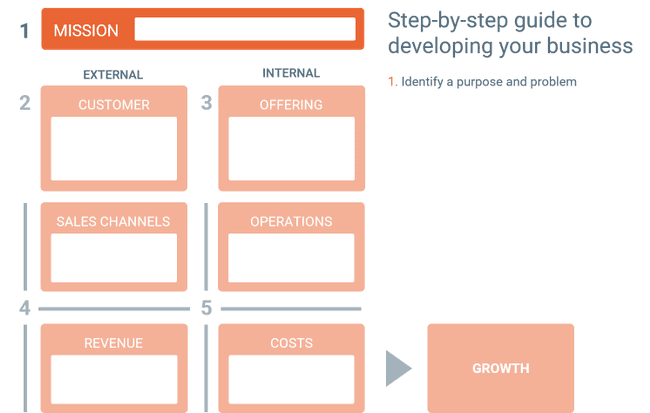 1 MISSION
Step-by-step guide to
developing your business
1. Identify a purpose and problem
EXTERNAL
INTERNAL
2 CUSTOMER
3 OFFERING
SALES CHANNELS
OPERATIONS
4
5
REVENUE
COSTS
GROWTH